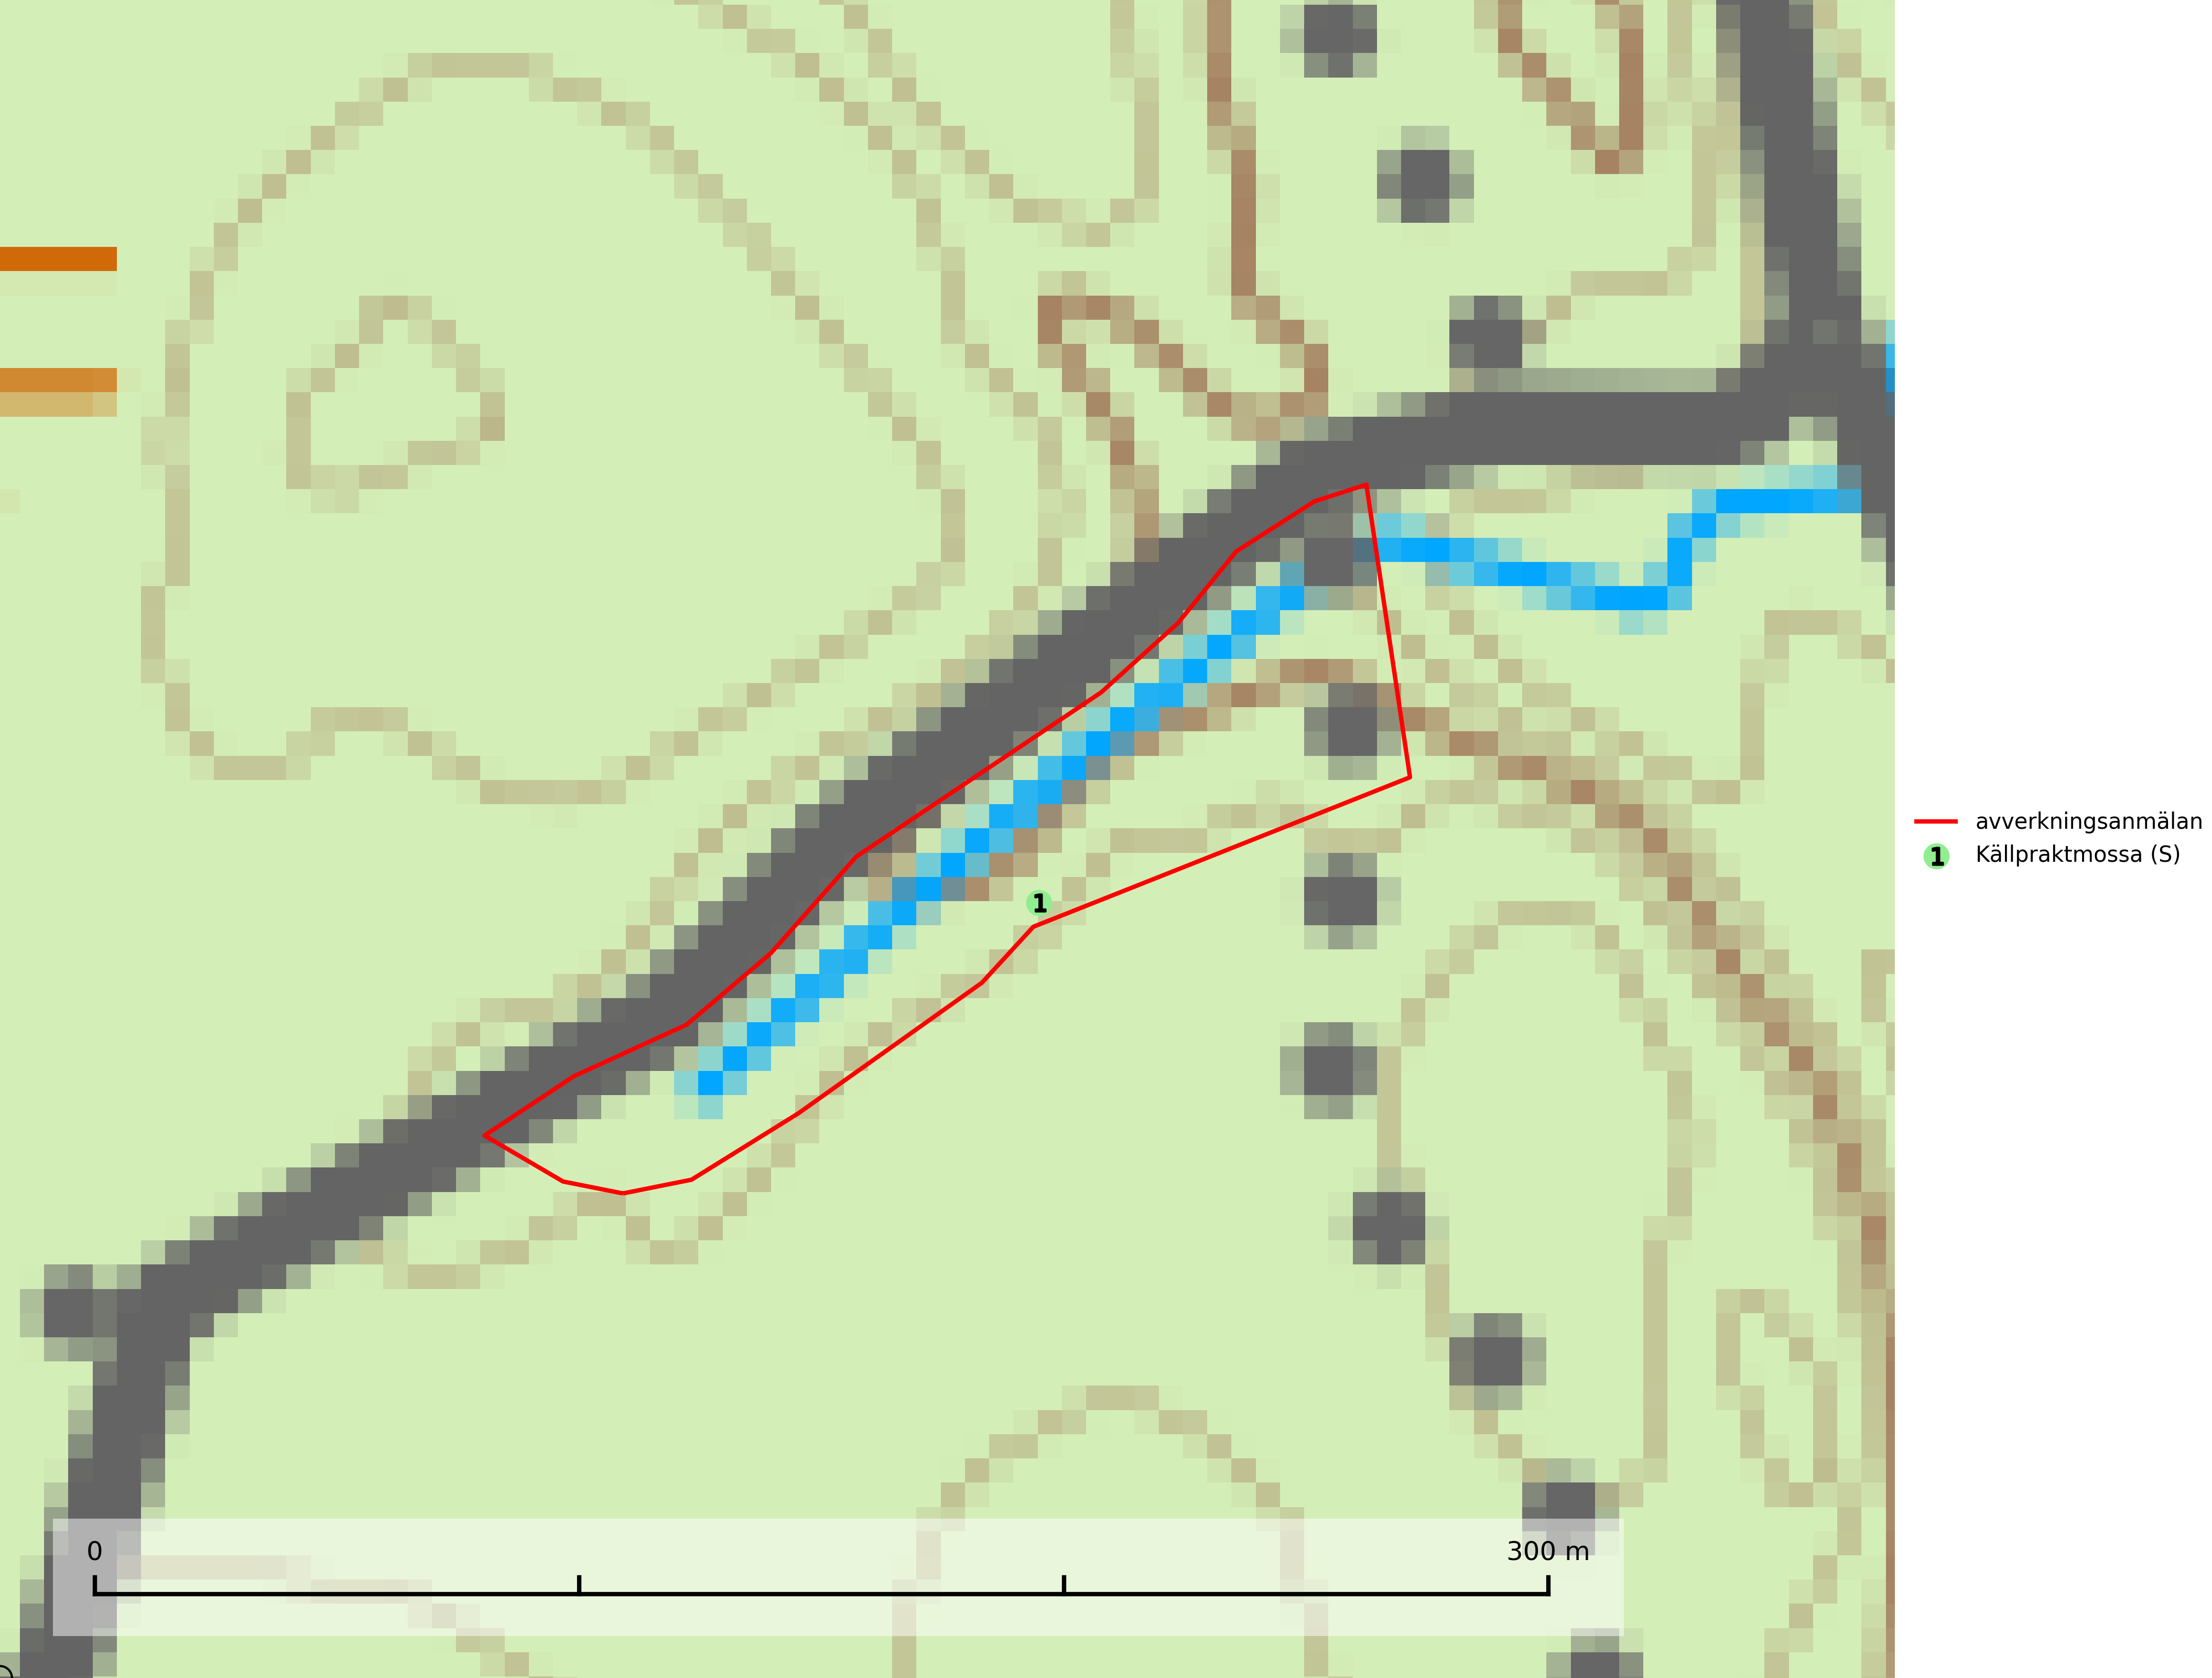 avverkningsanmälan
1 Källpraktmossa (S)
1
0 300 m